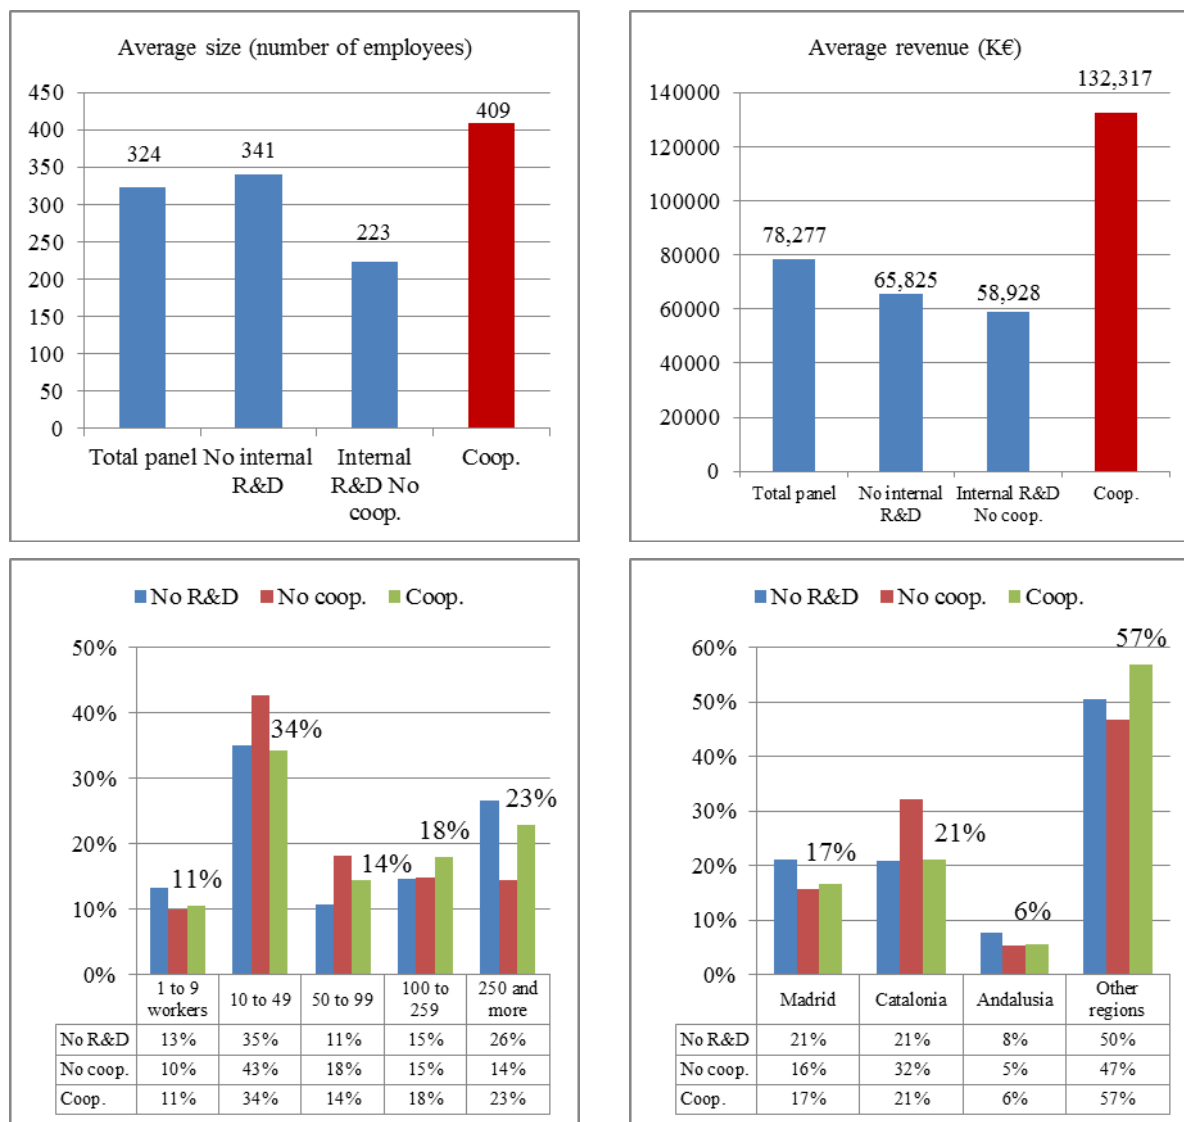 Average size (number of employees)
450
400
350
300
250
200
150
100
50
0
324
341
223
409
Total panel
No internal
R&D
Internal
R&D No
coop.
Coop.
Average revenue (K€)
140000
120000
100000
80000
60000
40000
20000
0
78,277
65,825
58,928
132,317
Total panel
No internal
R&D
Internal R&D
No coop.
Coop.
No R&D No coop. Coop.
50%
40%
30%
20%
10%
0%
11%
34%
14%
18%
23%
1 to 9
workers
10 to 49
50 to 99
100 to
259
250 and
more
No R&D 13% 35% 11% 15% 26%
No coop. 10% 43% 18% 15% 14%
Coop. 11% 34% 14% 18% 23%
No R&D No coop. Coop.
60%
50%
40%
30%
20%
10%
0%
17%
21%
6%
57%
Madrid
Catalonia
Andalusia
Other
regions
No R&D 21% 21% 8% 50%
No coop. 16% 32% 5% 47%
Coop. 17% 21% 6% 57%